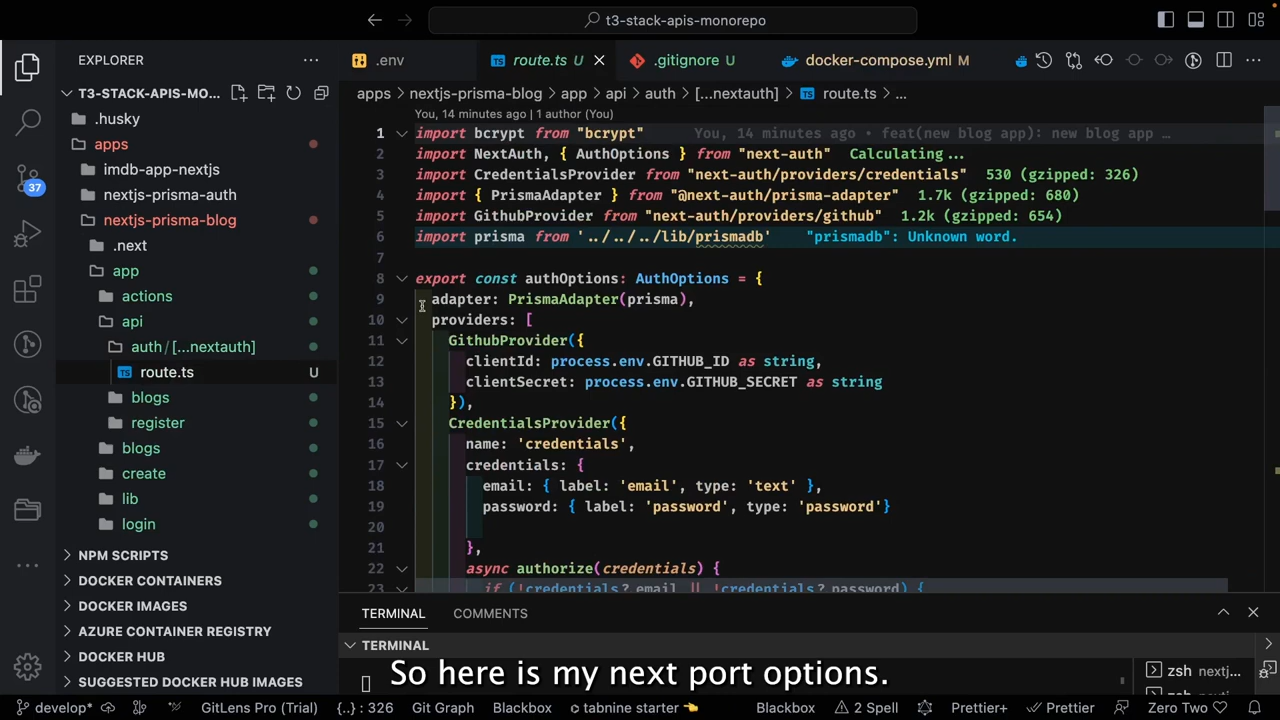 t3-stack-apis-monorepo
EXPLORER
.env
route.ts U
.gitignore U
docker-compose.yml M
T3-STACK-APIS-MO...
apps > nextjs-prisma-blog > app > api > auth > [...nextauth] > route.ts > ...
.husky
apps
imdb-app-nextjs
nextjs-prisma-auth
nextjs-prisma-blog
.next
app
actions
api
auth / [...nextauth]
route.ts U
blogs
register
blogs
create
lib
login
NPM SCRIPTS
DOCKER CONTAINERS
DOCKER IMAGES
AZURE CONTAINER REGISTRY
DOCKER HUB
SUGGESTED DOCKER HUB IMAGES
37
You, 14 minutes ago | 1 author (You)
1 import bcrypt from "bcrypt" You, 14 minutes ago • feat(new blog app): new blog app ...
2 import NextAuth, { AuthOptions } from "next-auth" Calculating...
3 import CredentialsProvider from "next-auth/providers/credentials" 530 (gzipped: 326)
4 import { PrismaAdapter } from "@next-auth/prisma-adapter" 1.7k (gzipped: 680)
5 import GithubProvider from "next-auth/providers/github" 1.2k (gzipped: 654)
6 import prisma from '../../../lib/prismadb' "prismadb": Unknown word.
7
8 export const authOptions: AuthOptions = {
9 adapter: PrismaAdapter(prisma),
10 providers: [
11 GithubProvider({
12 clientId: process.env.GITHUB_ID as string,
13 clientSecret: process.env.GITHUB_SECRET as string
14 }),
15 CredentialsProvider({
16 name: 'credentials',
17 credentials: {
18 email: { label: 'email', type: 'text' },
19 password: { label: 'password', type: 'password'}
20
21 },
22 async authorize(credentials) {
23 if (!credentials?.email || !credentials?.password) {
TERMINAL
COMMENTS
TERMINAL
zsh nextj...
So here is my next port options.
develop*
GitLens Pro (Trial)
{..} : 326
Git Graph
Blackbox
tabnine starter
Blackbox
2 Spell
Prettier+
Prettier
Zero Two